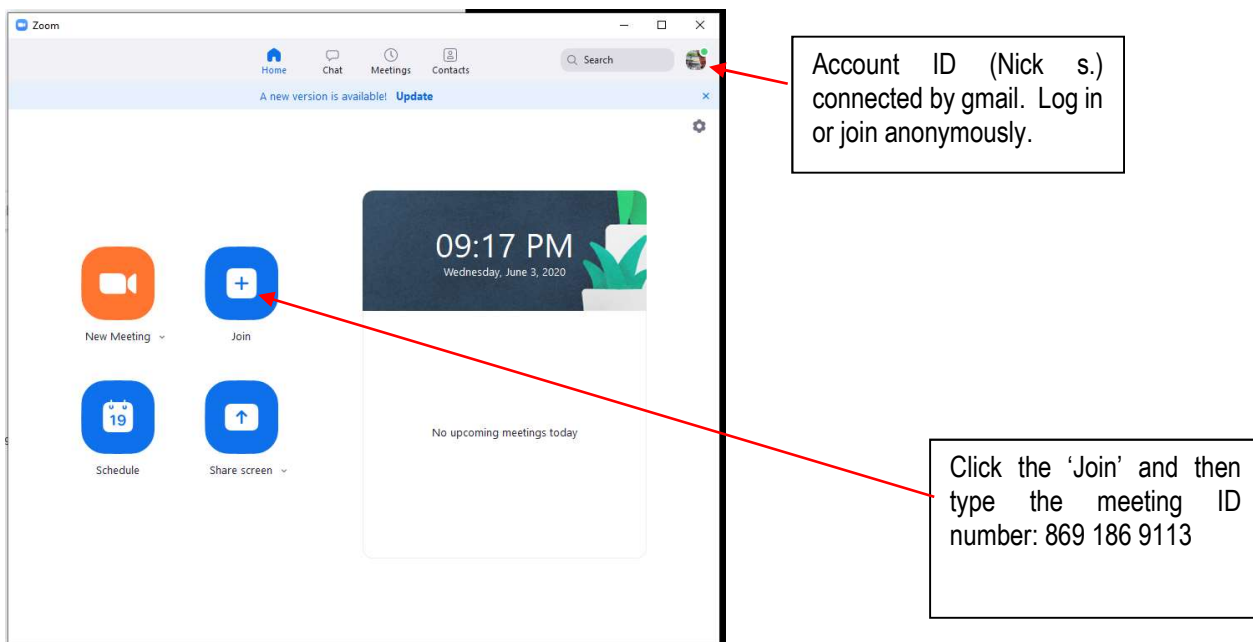 Zoom
Home Chat Meetings Contacts
Search
A new version is available! Update
09:17 PM
Wednesday, June 3, 2020
New Meeting
Join
19
Schedule
Share screen
No upcoming meetings today
Account ID (Nick s.)
connected by gmail. Log in
or join anonymously.
Click the ‘Join’ and then
type the meeting ID
number: 869 186 9113